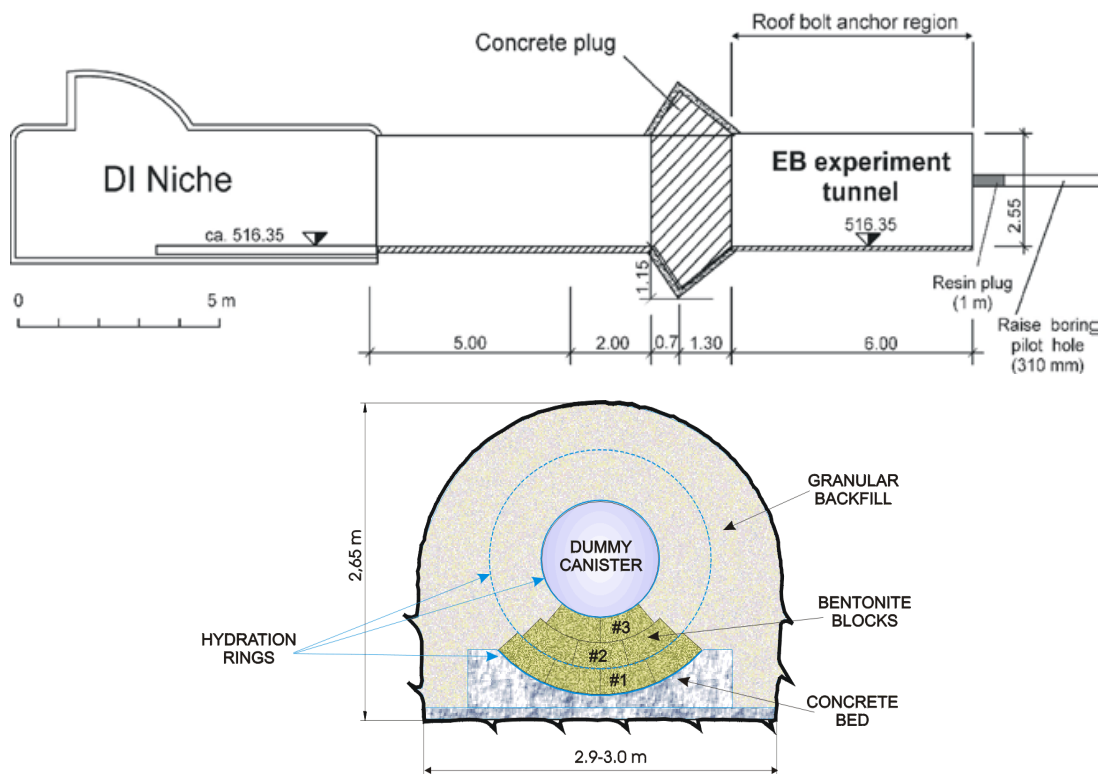 Roof bolt anchor region
Concrete plug
DI Niche
EB experiment
tunnel
ca. 516.35
516.35
2.55
1.15
0
5 m
Resin plug
(1 m)
Raise boring
pilot hole
(310 mm)
5.00
2.00
0.7
1.30
6.00
GRANULAR
BACKFILL
DUMMY
CANISTER
2,65 m
BENTONITE
BLOCKS
#3
HYDRATION
RINGS
#2
#1
CONCRETE
BED
2.9-3.0 m